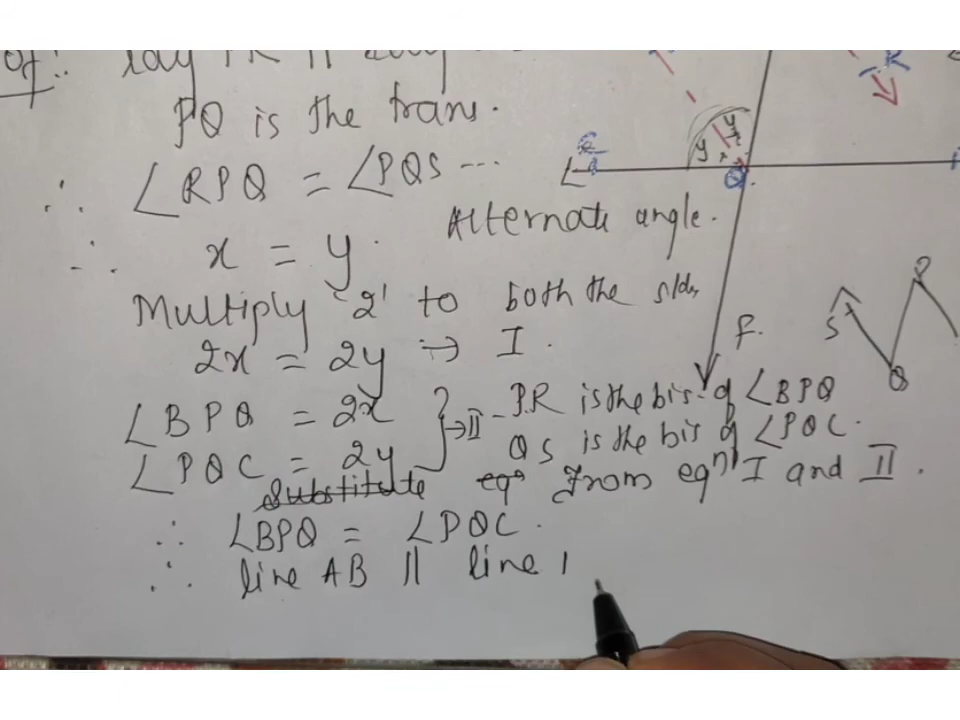 PQ is the trans.
∴ ∠RPQ = ∠PQS ...
Alternate angle.
∴ x = y.
Multiply '2' to both the sides
2x = 2y → I.
∠BPQ = 2x } → II - PR is the bis. of ∠BPQ
∠PQC = 2y QS is the bis of ∠PQC.
Substitute eqn From eqn I and II.
∴ ∠BPQ = ∠PQC.
∴ line AB || line
R
y
x
Q
F.
S
Q